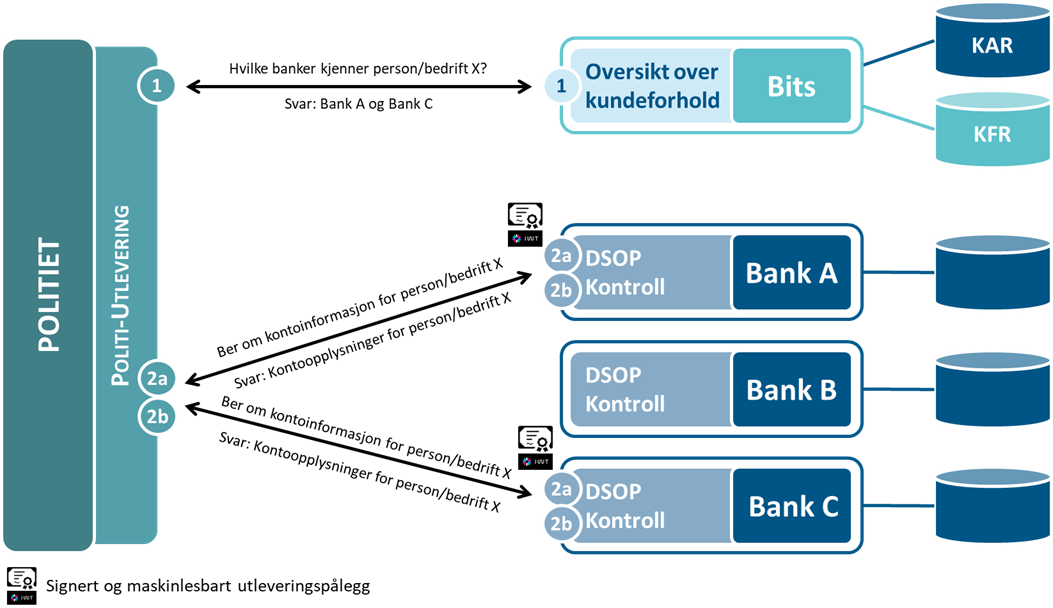 POLITIET
POLITI-UTLEVERING
1
Hvilke banker kjenner person/bedrift X?
Svar: Bank A og Bank C
1
Oversikt over
kundeforhold
Bits
KAR
KFR
2a
2b
Ber om kontoinformasjon for person/bedrift X
Svar: Kontoopplysninger for person/bedrift X
JWT
2a
2b
DSOP
Kontroll
Bank A
DSOP
Kontroll
Bank B
Ber om kontoinformasjon for person/bedrift X
Svar: Kontoopplysninger for person/bedrift X
JWT
2a
2b
DSOP
Kontroll
Bank C
JWT
Signert og maskinlesbart utleveringspålegg